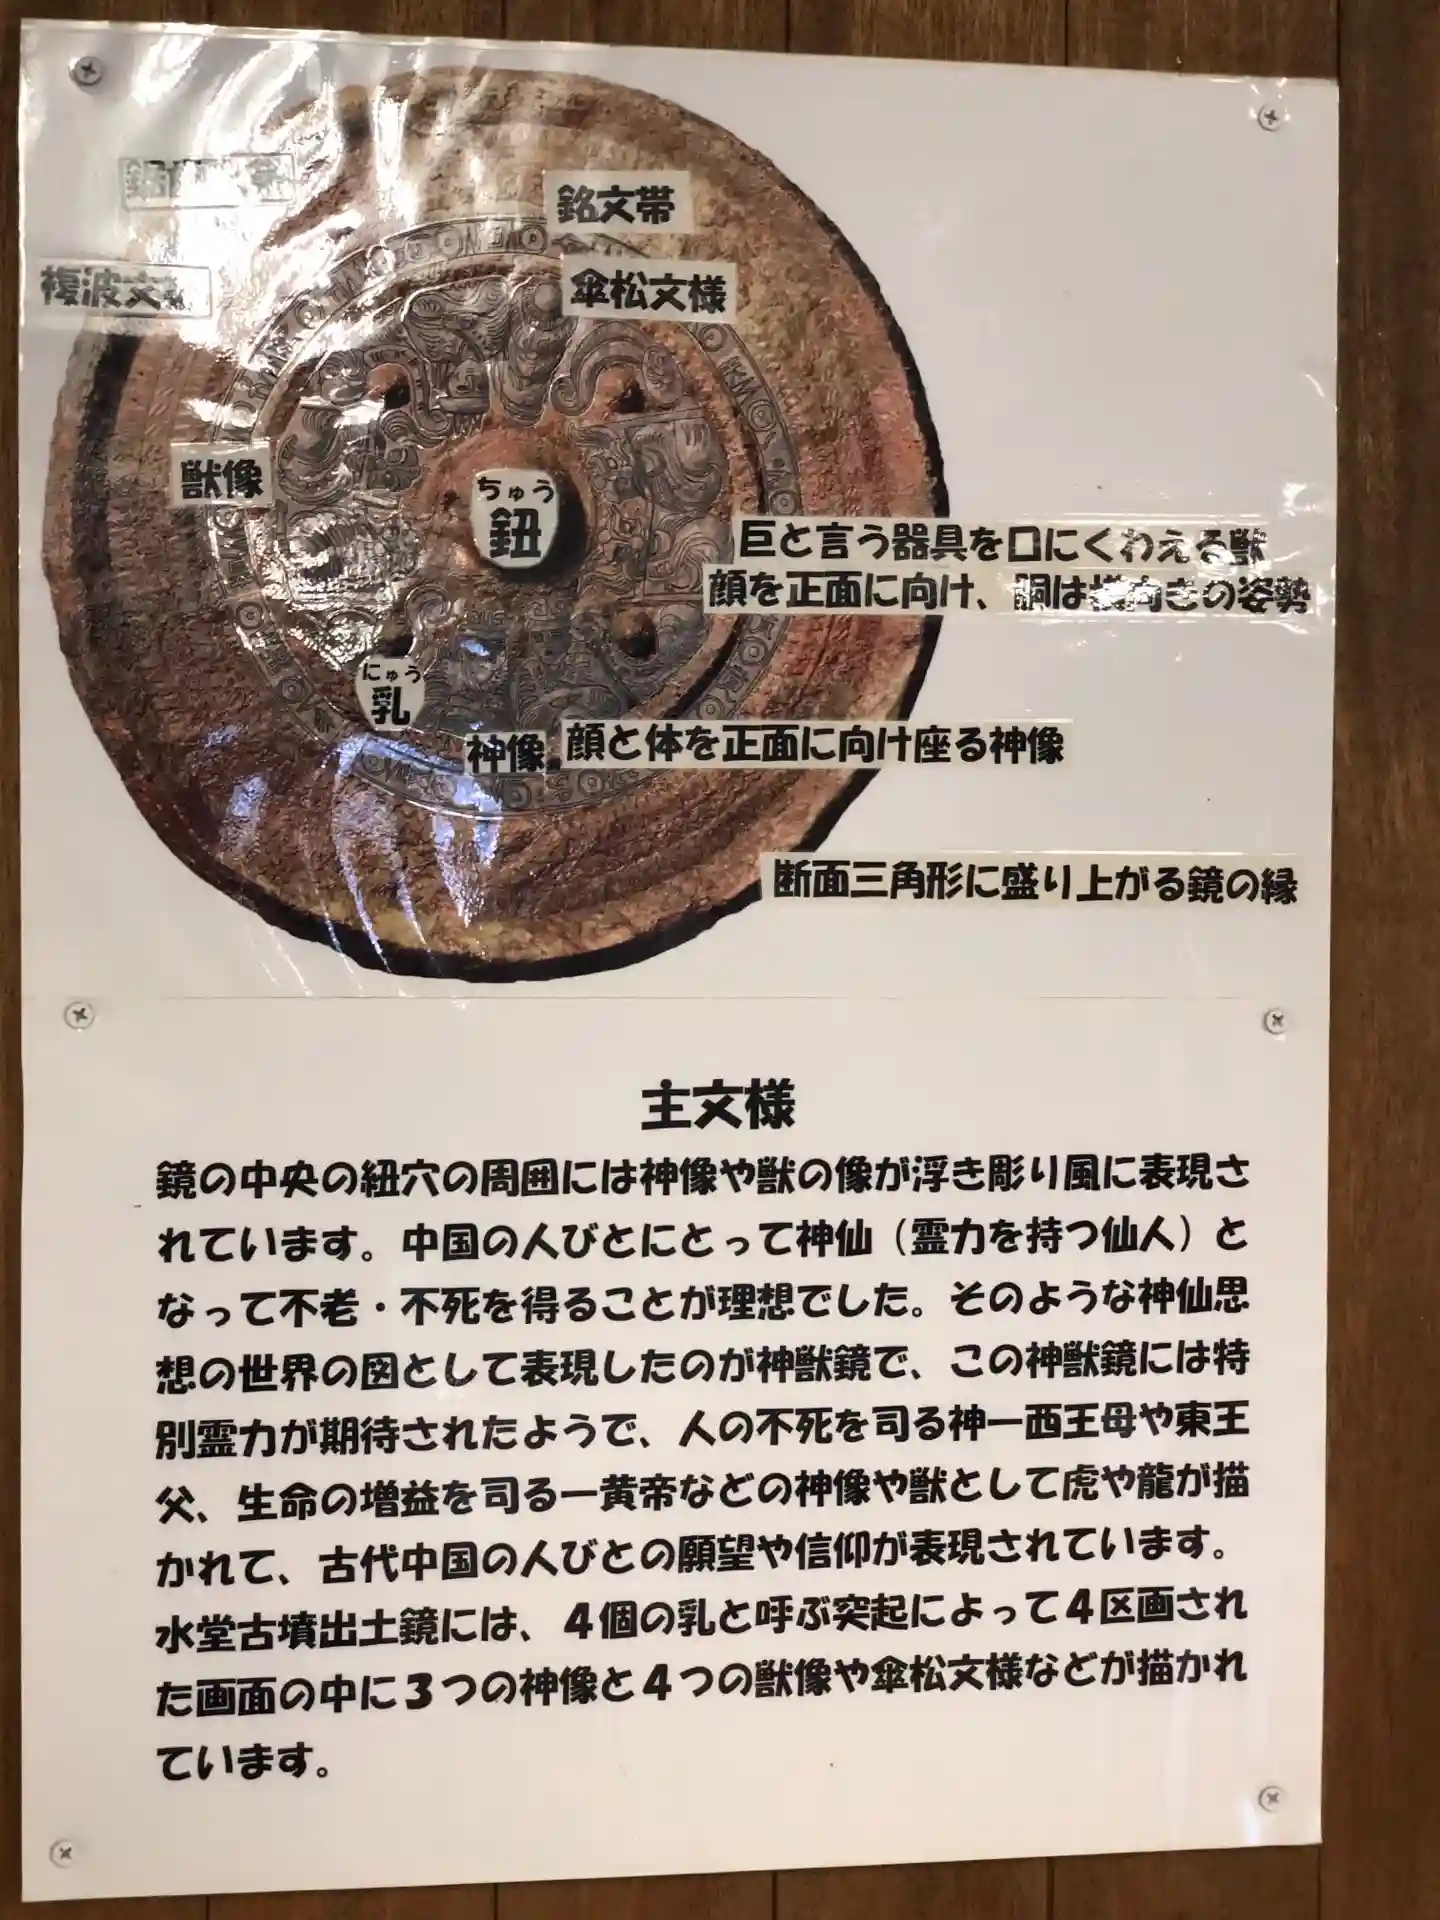 銘文帯
複波文
傘松文様
獣像
ちゅう
鈕
巨と言う器具を口にくわえる獣
顔を正面に向け、胴は横向きの姿勢
にゅう
乳
神像 顔と体を正面に向け座る神像
断面三角形に盛り上がる鏡の縁
主文様
鏡の中央の紐穴の周囲には神像や獣の像が浮き彫り風に表現さ
れています。中国の人びとにとって神仙（霊力を持つ仙人）と
なって不老・不死を得ることが理想でした。そのような神仙思
想の世界の図として表現したのが神獣鏡で、この神獣鏡には特
別霊力が期待されたようで、人の不死を司る神ー西王母や東王
父、生命の増益を司るー黄帝などの神像や獣として虎や龍が描
かれて、古代中国の人びとの願望や信仰が表現されています。
水堂古墳出土鏡には、４個の乳と呼ぶ突起によって４区画され
た画面の中に３つの神像と４つの獣像や傘松文様などが描かれ
ています。